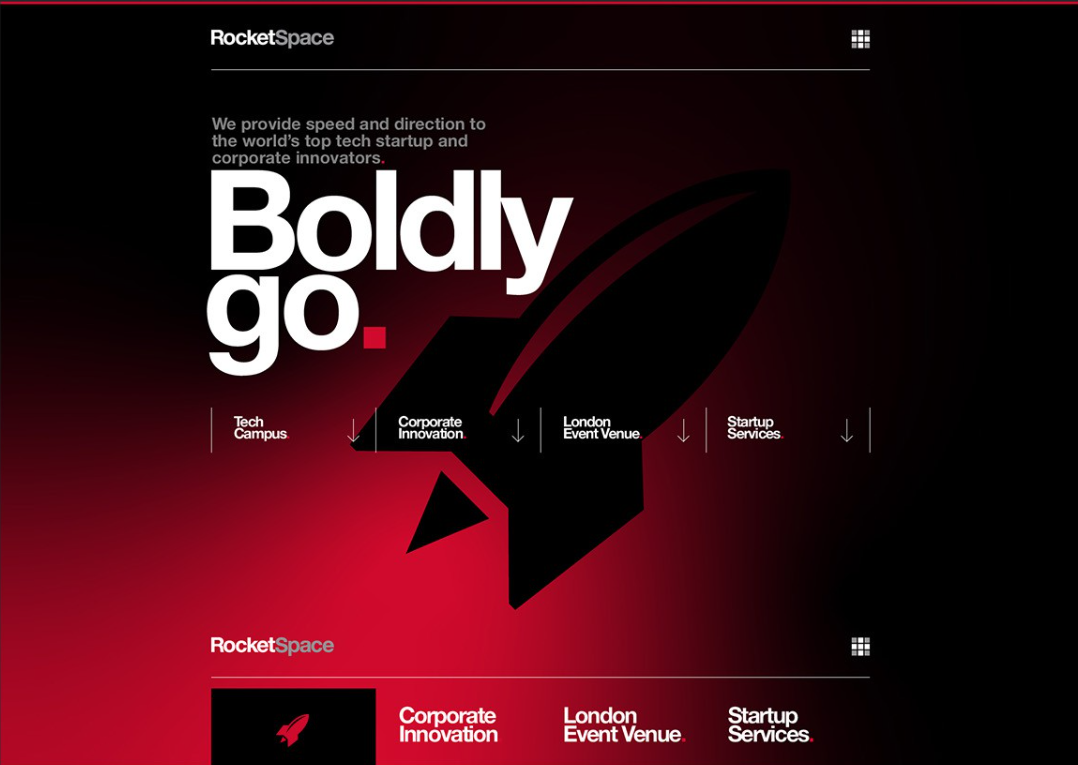 RocketSpace
We provide speed and direction to
the world's top tech startup and
corporate innovators.
Boldly
go.
Tech
Campus.
Corporate
Innovation.
London
Event Venue.
Startup
Services.
RocketSpace
Corporate
Innovation
London
Event Venue.
Startup
Services.